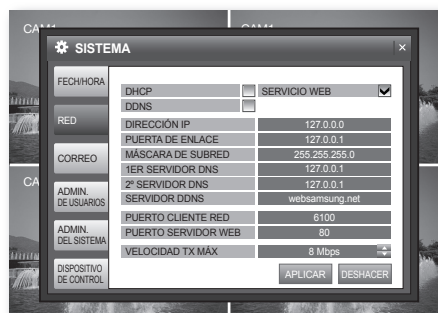 CAM1
CAM1
SISTEMA
×
FECH/HORA
DHCP
SERVICIO WEB
DDNS
RED
DIRECCIÓN IP 127.0.0.0
PUERTA DE ENLACE 127.0.0.1
MÁSCARA DE SUBRED 255.255.255.0
CORREO
1ER SERVIDOR DNS 127.0.0.1
2º SERVIDOR DNS 127.0.0.1
CA
SERVIDOR DDNS websamsung.net
ADMIN.
DE USUARIOS
PUERTO CLIENTE RED 6100
PUERTO SERVIDOR WEB 80
ADMIN.
DEL SISTEMA
VELOCIDAD TX MÁX 8 Mbps
DISPOSITIVO
DE CONTROL
APLICAR DESHACER